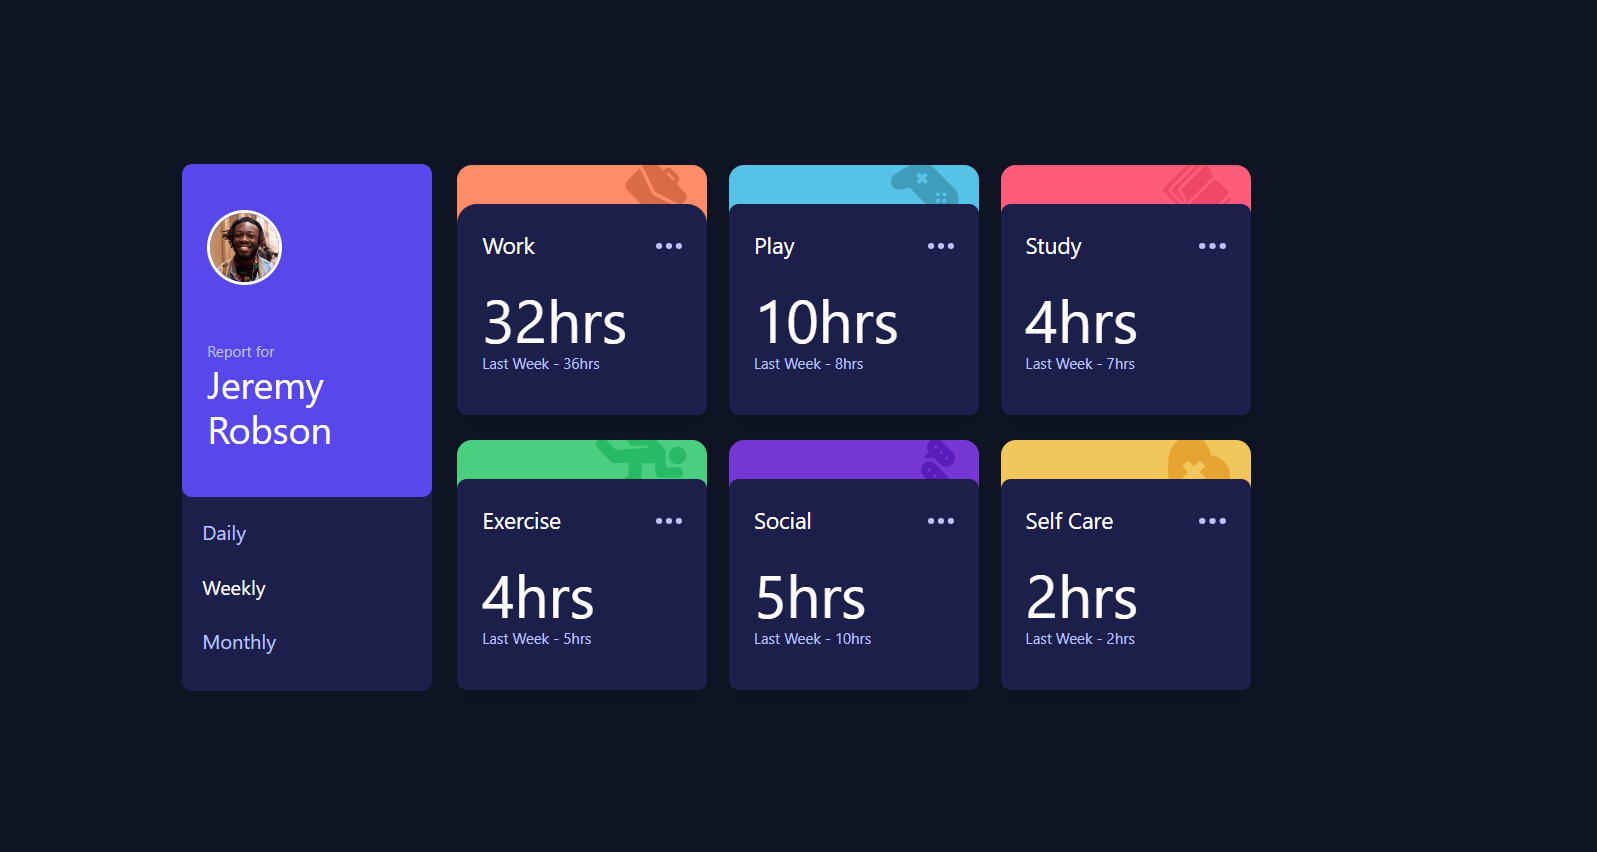 Report for
Jeremy
Robson
Daily
Weekly
Monthly
Work
32hrs
Last Week - 36hrs
Play
10hrs
Last Week - 8hrs
Study
4hrs
Last Week - 7hrs
Exercise
4hrs
Last Week - 5hrs
Social
5hrs
Last Week - 10hrs
Self Care
2hrs
Last Week - 2hrs